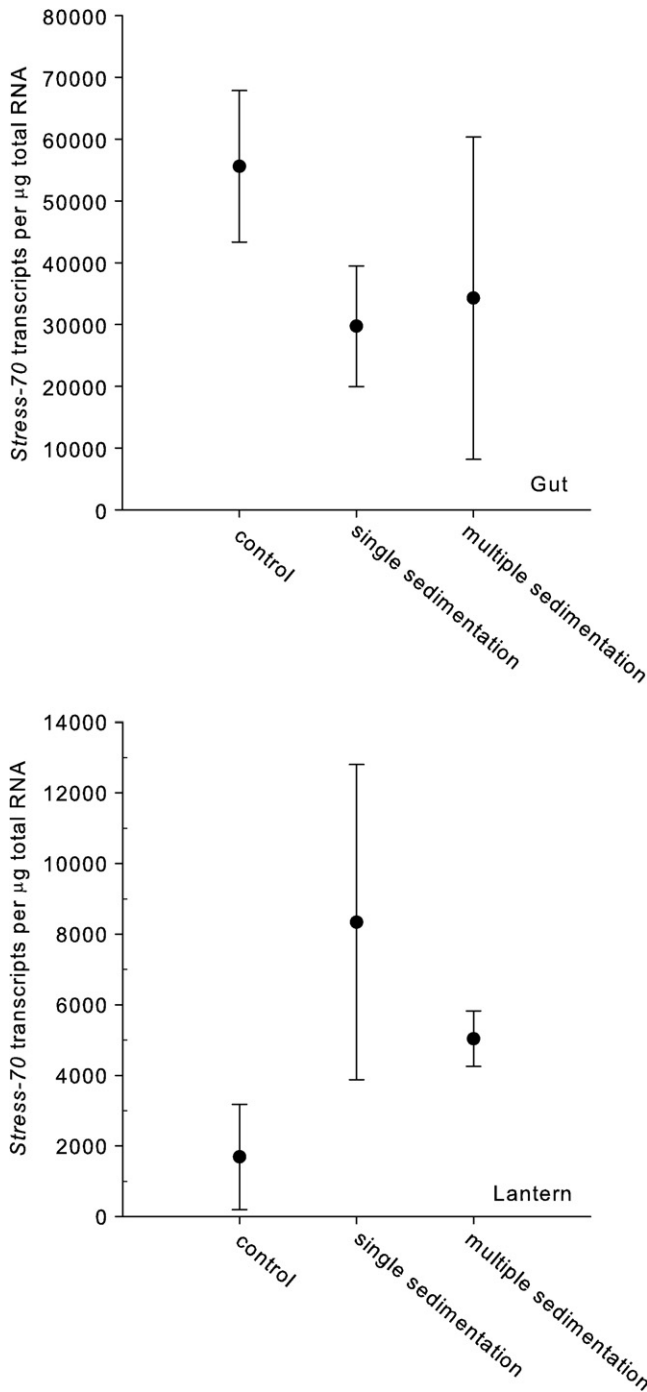 80000
70000
60000
50000
40000
30000
20000
10000
0
Stress-70 transcripts per μg total RNA
Gut
control
single sedimentation
multiple sedimentation
14000
12000
10000
8000
6000
4000
2000
0
Stress-70 transcripts per μg total RNA
Lantern
control
single sedimentation
multiple sedimentation